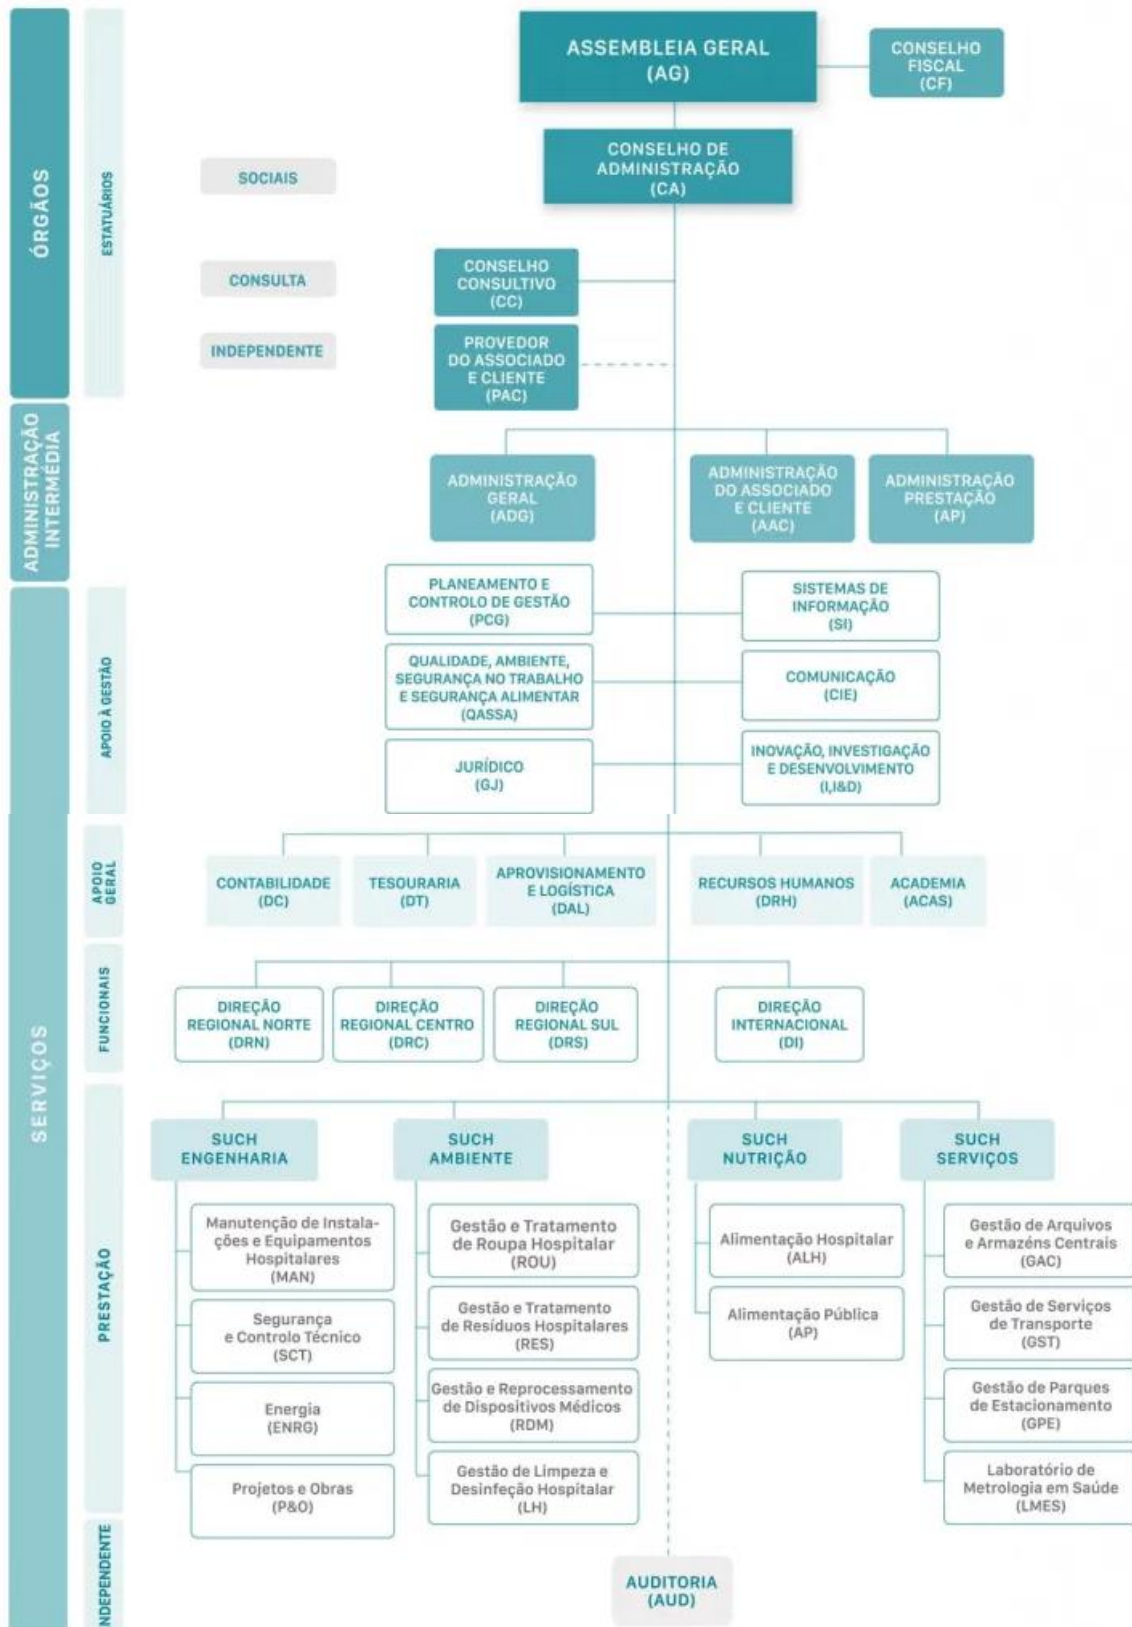 ASSEMBLEIA GERAL
(AG)
CONSELHO
FISCAL
(CF)
CONSELHO DE
ADMINISTRAÇÃO
(CA)
ÓRGÃOS
ESTATUÁRIOS
SOCIAIS
CONSULTA
CONSELHO
CONSULTIVO
(CC)
INDEPENDENTE
PROVEDOR
DO ASSOCIADO
E CLIENTE
(PAC)
ADMINISTRAÇÃO
INTERMÉDIA
ADMINISTRAÇÃO
GERAL
(ADG)
ADMINISTRAÇÃO
DO ASSOCIADO
E CLIENTE
(AAC)
ADMINISTRAÇÃO
PRESTAÇÃO
(AP)
SERVIÇOS
APOIO À GESTÃO
PLANEAMENTO E
CONTROLO DE GESTÃO
(PCG)
SISTEMAS DE
INFORMAÇÃO
(SI)
QUALIDADE, AMBIENTE,
SEGURANÇA NO TRABALHO
E SEGURANÇA ALIMENTAR
(QASSA)
COMUNICAÇÃO
(CIE)
JURÍDICO
(GJ)
INOVAÇÃO, INVESTIGAÇÃO
E DESENVOLVIMENTO
(I,I&D)
APOIO
GERAL
CONTABILIDADE
(DC)
TESOURARIA
(DT)
APROVISIONAMENTO
E LOGÍSTICA
(DAL)
RECURSOS HUMANOS
(DRH)
ACADEMIA
(ACAS)
FUNCIONAIS
DIREÇÃO
REGIONAL NORTE
(DRN)
DIREÇÃO
REGIONAL CENTRO
(DRC)
DIREÇÃO
REGIONAL SUL
(DRS)
DIREÇÃO
INTERNACIONAL
(DI)
PRESTAÇÃO
SUCH
ENGENHARIA
Manutenção de Instala-
ções e Equipamentos
Hospitalares
(MAN)
Segurança
e Controlo Técnico
(SCT)
Energia
(ENRG)
Projetos e Obras
(P&O)
SUCH
AMBIENTE
Gestão e Tratamento
de Roupa Hospitalar
(ROU)
Gestão e Tratamento
de Resíduos Hospitalares
(RES)
Gestão e Reprocessamento
de Dispositivos Médicos
(RDM)
Gestão de Limpeza e
Desinfeção Hospitalar
(LH)
SUCH
NUTRIÇÃO
Alimentação Hospitalar
(ALH)
Alimentação Pública
(AP)
SUCH
SERVIÇOS
Gestão de Arquivos
e Armazéns Centrais
(GAC)
Gestão de Serviços
de Transporte
(GST)
Gestão de Parques
de Estacionamento
(GPE)
Laboratório de
Metrologia em Saúde
(LMES)
NDEPENDENTE
AUDITORIA
(AUD)